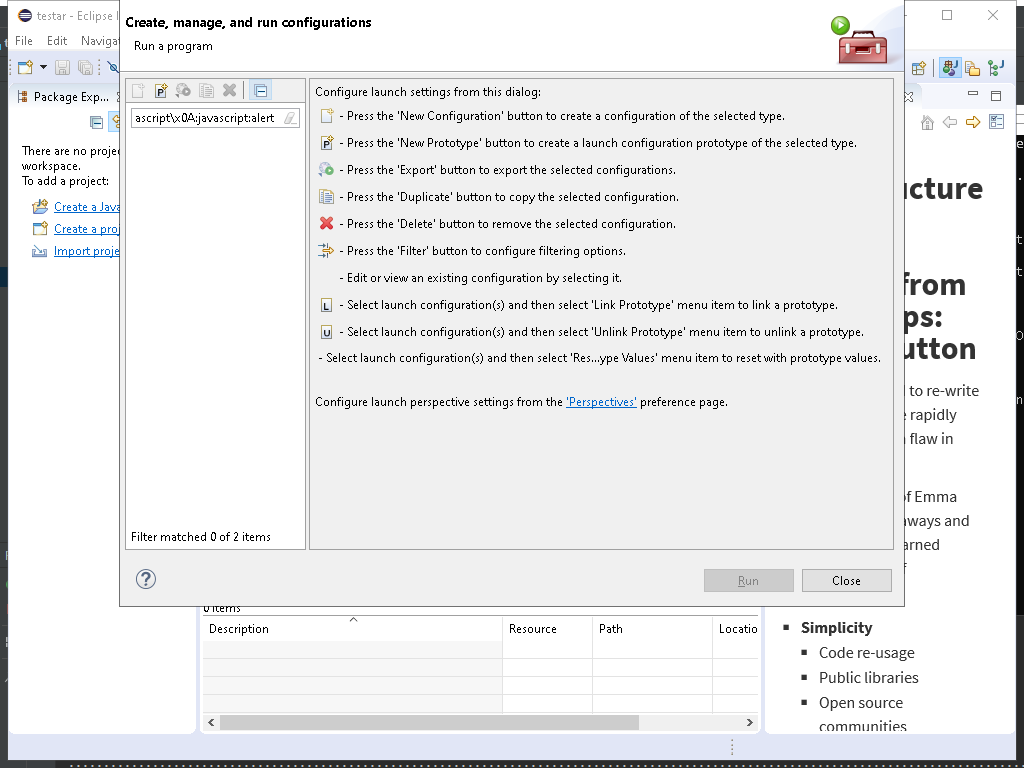 testar - Eclipse I
Create, manage, and run configurations
File Edit Navigat
Run a program
Package Exp...
ascript\x0A:javascript:alert
There are no projec
workspace.
To add a project:
Create a Java
Create a proj
Import proje
Configure launch settings from this dialog:
- Press the 'New Configuration' button to create a configuration of the selected type.
- Press the 'New Prototype' button to create a launch configuration prototype of the selected type.
- Press the 'Export' button to export the selected configurations.
- Press the 'Duplicate' button to copy the selected configuration.
- Press the 'Delete' button to remove the selected configuration.
- Press the 'Filter' button to configure filtering options.
- Edit or view an existing configuration by selecting it.
L - Select launch configuration(s) and then select 'Link Prototype' menu item to link a prototype.
U - Select launch configuration(s) and then select 'Unlink Prototype' menu item to unlink a prototype.
- Select launch configuration(s) and then select 'Res...ype Values' menu item to reset with prototype values.
Configure launch perspective settings from the 'Perspectives' preference page.
Filter matched 0 of 2 items
Run Close
ucture
from
ps:
utton
l to re-write
rapidly
flaw in
of Emma
aways and
arned
0 items
Description Resource Path Locatio
Simplicity
Code re-usage
Public libraries
Open source
communities